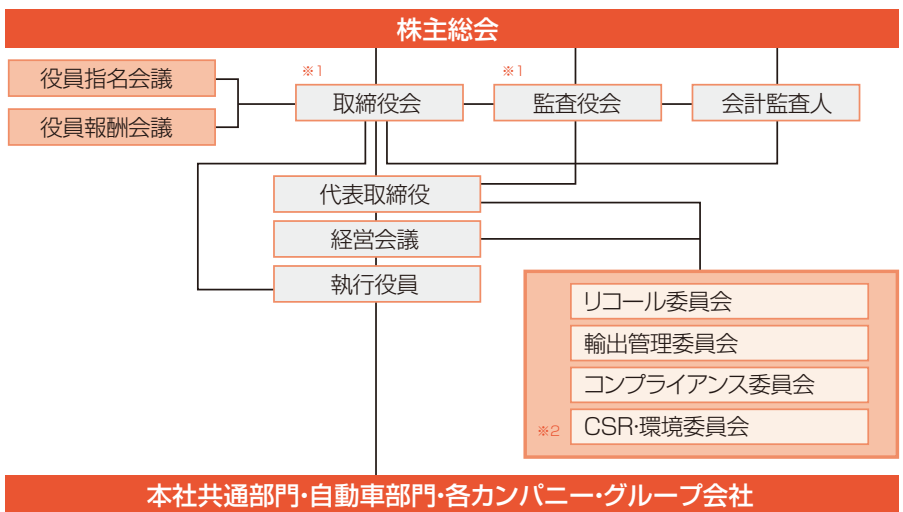 株主総会
役員指名会議
役員報酬会議
※1
取締役会
※1
監査役会
会計監査人
代表取締役
経営会議
執行役員
リコール委員会
輸出管理委員会
コンプライアンス委員会
※2
CSR・環境委員会
本社共通部門・自動車部門・各カンパニー・グループ会社